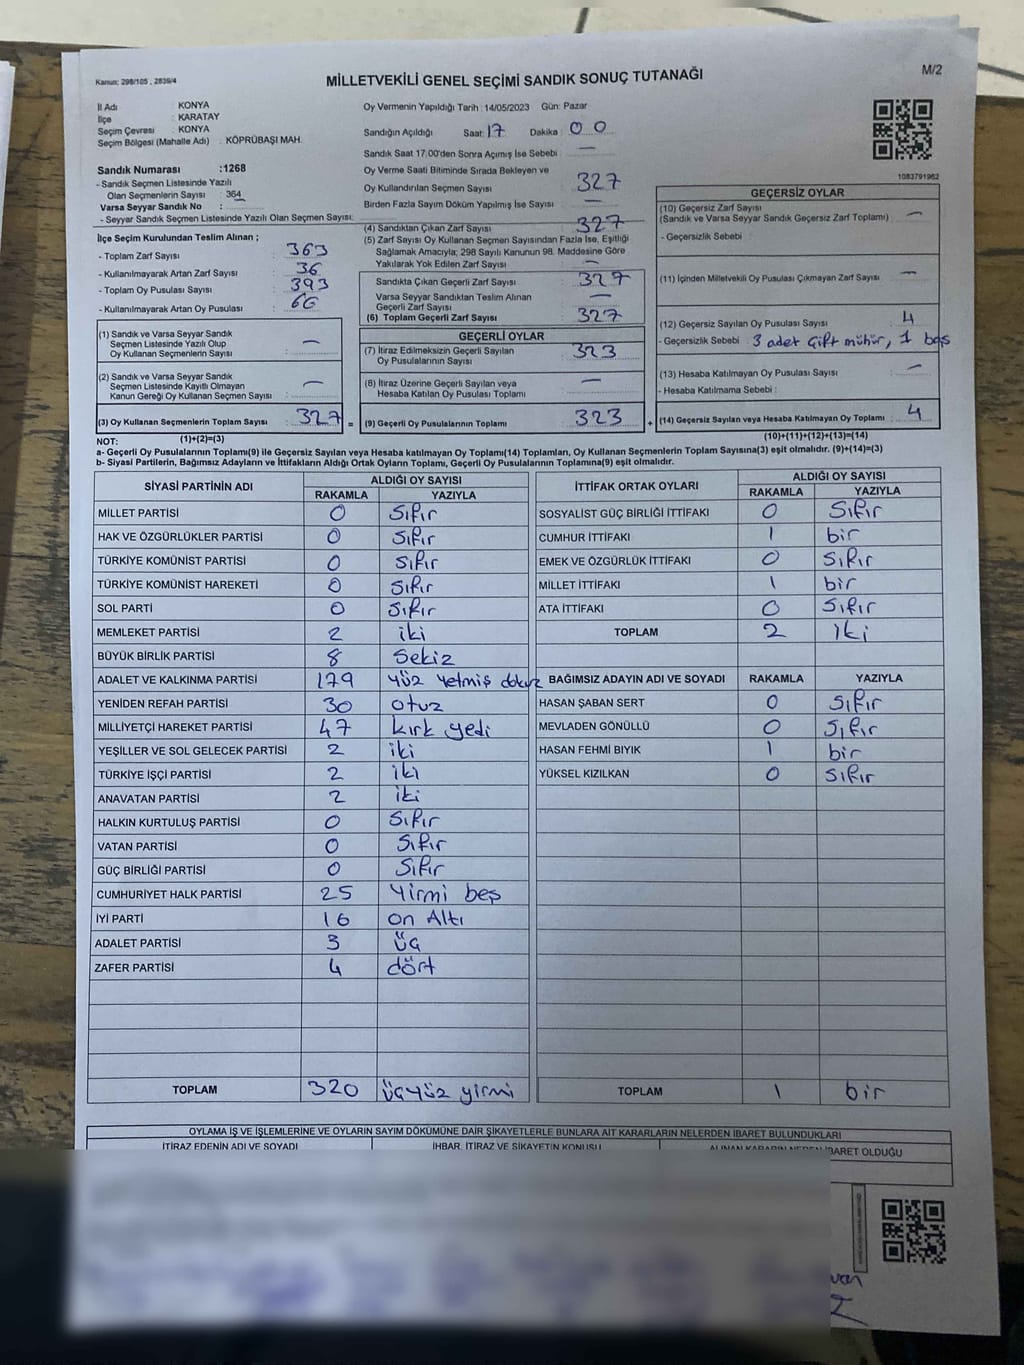 Kanun: 298/105 , 2839/4
MİLLETVEKİLİ GENEL SEÇİMİ SANDIK SONUÇ TUTANAĞI
M/2
İl Adı : KONYA
İlçe : KARATAY
Seçim Çevresi : KONYA
Seçim Bölgesi (Mahalle Adı) : KÖPRÜBAŞI MAH.
Sandık Numarası :1268
- Sandık Seçmen Listesinde Yazılı
Olan Seçmenlerin Sayısı : 364
Varsa Seyyar Sandık No :
- Seyyar Sandık Seçmen Listesinde Yazılı Olan Seçmen Sayısı:
İlçe Seçim Kurulundan Teslim Alınan ;
- Toplam Zarf Sayısı : 363
- Kullanılmayarak Artan Zarf Sayısı : 36
- Toplam Oy Pusulası Sayısı : 393
- Kullanılmayarak Artan Oy Pusulası : 66
(1) Sandık ve Varsa Seyyar Sandık
Seçmen Listesinde Yazılı Olup
Oy Kullanan Seçmenlerin Sayısı : —
(2) Sandık ve Varsa Seyyar Sandık
Seçmen Listesinde Kayıtlı Olmayan
Kanun Gereği Oy Kullanan Seçmen Sayısı : —
(3) Oy Kullanan Seçmenlerin Toplam Sayısı : 327 =
(1)+(2)=(3)
Oy Vermenin Yapıldığı Tarih : 14/05/2023 Gün: Pazar
Sandığın Açıldığı Saat: 17 Dakika : 00
Sandık Saat 17.00'den Sonra Açımış İse Sebebi : —
Oy Verme Saati Bitiminde Sırada Bekleyen ve
Oy Kullandırılan Seçmen Sayısı : 327
Birden Fazla Sayım Döküm Yapılmış İse Sayısı : —
(4) Sandıktan Çıkan Zarf Sayısı : 327
(5) Zarf Sayısı Oy Kullanan Seçmen Sayısından Fazla İse, Eşitliği
Sağlamak Amacıyla; 298 Sayılı Kanunun 98. Maddesine Göre
Yakılarak Yok Edilen Zarf Sayısı : —
Sandıkta Çıkan Geçerli Zarf Sayısı : 327
Varsa Seyyar Sandıktan Teslim Alınan
Geçerli Zarf Sayısı : —
(6) Toplam Geçerli Zarf Sayısı : 327
GEÇERLİ OYLAR
(7) İtiraz Edilmeksizin Geçerli Sayılan
Oy Pusulalarının Sayısı : 323
(8) İtiraz Üzerine Geçerli Sayılan veya
Hesaba Katılan Oy Pusulası Toplamı : —
(9) Geçerli Oy Pusulalarının Toplamı : 323 +
1083791962
GEÇERSİZ OYLAR
(10) Geçersiz Zarf Sayısı
(Sandık ve Varsa Seyyar Sandık Geçersiz Zarf Toplamı) : —
- Geçersizlik Sebebi :
(11) İçinden Milletvekili Oy Pusulası Çıkmayan Zarf Sayısı : —
(12) Geçersiz Sayılan Oy Pusulası Sayısı : 4
- Geçersizlik Sebebi : 3 adet Çift mühür, 1 boş
(13) Hesaba Katılmayan Oy Pusulası Sayısı : —
- Hesaba Katılmama Sebebi :
(14) Geçersiz Sayılan veya Hesaba Katılmayan Oy Toplamı : 4
(10)+(11)+(12)+(13)=(14)
NOT:
a- Geçerli Oy Pusulalarının Toplamı(9) ile Geçersiz Sayılan veya Hesaba katılmayan Oy Toplamı(14) Toplamları, Oy Kullanan Seçmenlerin Toplam Sayısına(3) eşit olmalıdır. (9)+(14)=(3)
b- Siyasi Partilerin, Bağımsız Adayların ve İttifakların Aldığı Ortak Oyların Toplamı, Geçerli Oy Pusulalarının Toplamına(9) eşit olmalıdır.
SİYASİ PARTİNİN ADI ALDIĞI OY SAYISI
RAKAMLA YAZIYLA
MİLLET PARTİSİ 0 Sıfır
HAK VE ÖZGÜRLÜKLER PARTİSİ 0 Sıfır
TÜRKİYE KOMÜNİST PARTİSİ 0 Sıfır
TÜRKİYE KOMÜNİST HAREKETİ 0 Sıfır
SOL PARTİ 0 Sıfır
MEMLEKET PARTİSİ 2 iki
BÜYÜK BİRLİK PARTİSİ 8 Sekiz
ADALET VE KALKINMA PARTİSİ 179 Yüz Yetmiş dokuz
YENİDEN REFAH PARTİSİ 30 otuz
MİLLİYETÇİ HAREKET PARTİSİ 47 kırk yedi
YEŞİLLER VE SOL GELECEK PARTİSİ 2 iki
TÜRKİYE İŞÇİ PARTİSİ 2 iki
ANAVATAN PARTİSİ 2 iki
HALKIN KURTULUŞ PARTİSİ 0 Sıfır
VATAN PARTİSİ 0 Sıfır
GÜÇ BİRLİĞİ PARTİSİ 0 Sıfır
CUMHURİYET HALK PARTİSİ 25 Yirmi beş
İYİ PARTİ 16 on Altı
ADALET PARTİSİ 3 üç
ZAFER PARTİSİ 4 dört
TOPLAM 320 üçyüz yirmi
İTTİFAK ORTAK OYLARI ALDIĞI OY SAYISI
RAKAMLA YAZIYLA
SOSYALİST GÜÇ BİRLİĞİ İTTİFAKI 0 Sıfır
CUMHUR İTTİFAKI 1 bir
EMEK VE ÖZGÜRLÜK İTTİFAKI 0 Sıfır
MİLLET İTTİFAKI 1 bir
ATA İTTİFAKI 0 Sıfır
TOPLAM 2 iki
BAĞIMSIZ ADAYIN ADI VE SOYADI RAKAMLA YAZIYLA
HASAN ŞABAN SERT 0 Sıfır
MEVLADEN GÖNÜLLÜ 0 Sıfır
HASAN FEHMİ BIYIK 1 bir
YÜKSEL KIZILKAN 0 Sıfır
TOPLAM 1 bir
OYLAMA İŞ VE İŞLEMLERİNE VE OYLARIN SAYIM DÖKÜMÜNE DAİR ŞİKAYETLERLE BUNLARA AİT KARARLARIN NELERDEN İBARET BULUNDUKLARI
İTİRAZ EDENİN ADI VE SOYADI İHBAR, İTİRAZ VE ŞİKAYETİN KONUSU ALINAN KARARIN NEDEN İBARET OLDUĞU